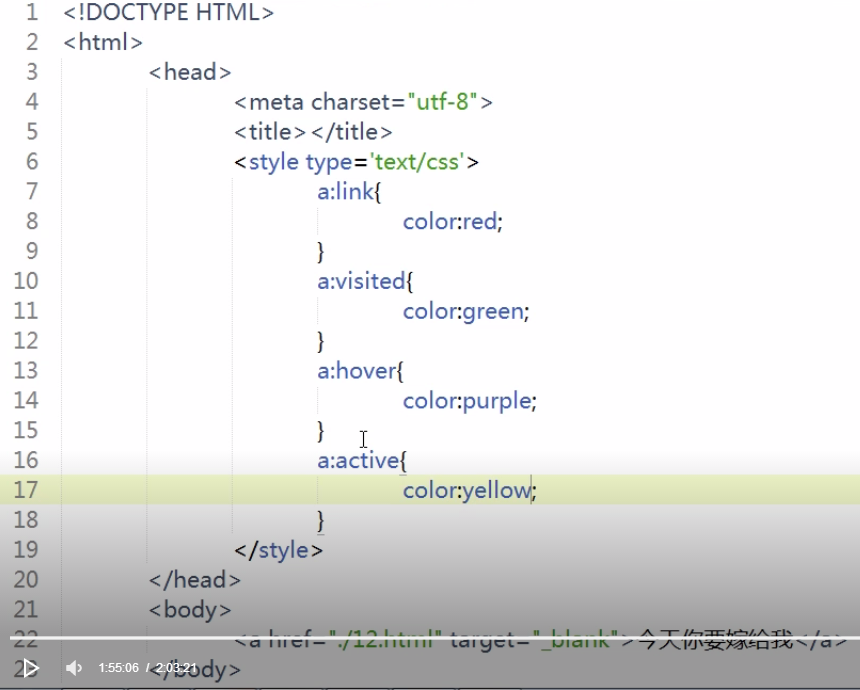 1 <!DOCTYPE HTML>
2 <html>
3 <head>
4 <meta charset="utf-8">
5 <title></title>
6 <style type='text/css'>
7 a:link{
8 color:red;
9 }
10 a:visited{
11 color:green;
12 }
13 a:hover{
14 color:purple;
15 }
16 a:active{
17 color:yellow;
18 }
19 </style>
20 </head>
21 <body>
22 <a href="./12.html" target="_blank">今天你要嫁给我</a>
23 </body>
1:55:06 / 2:03:21